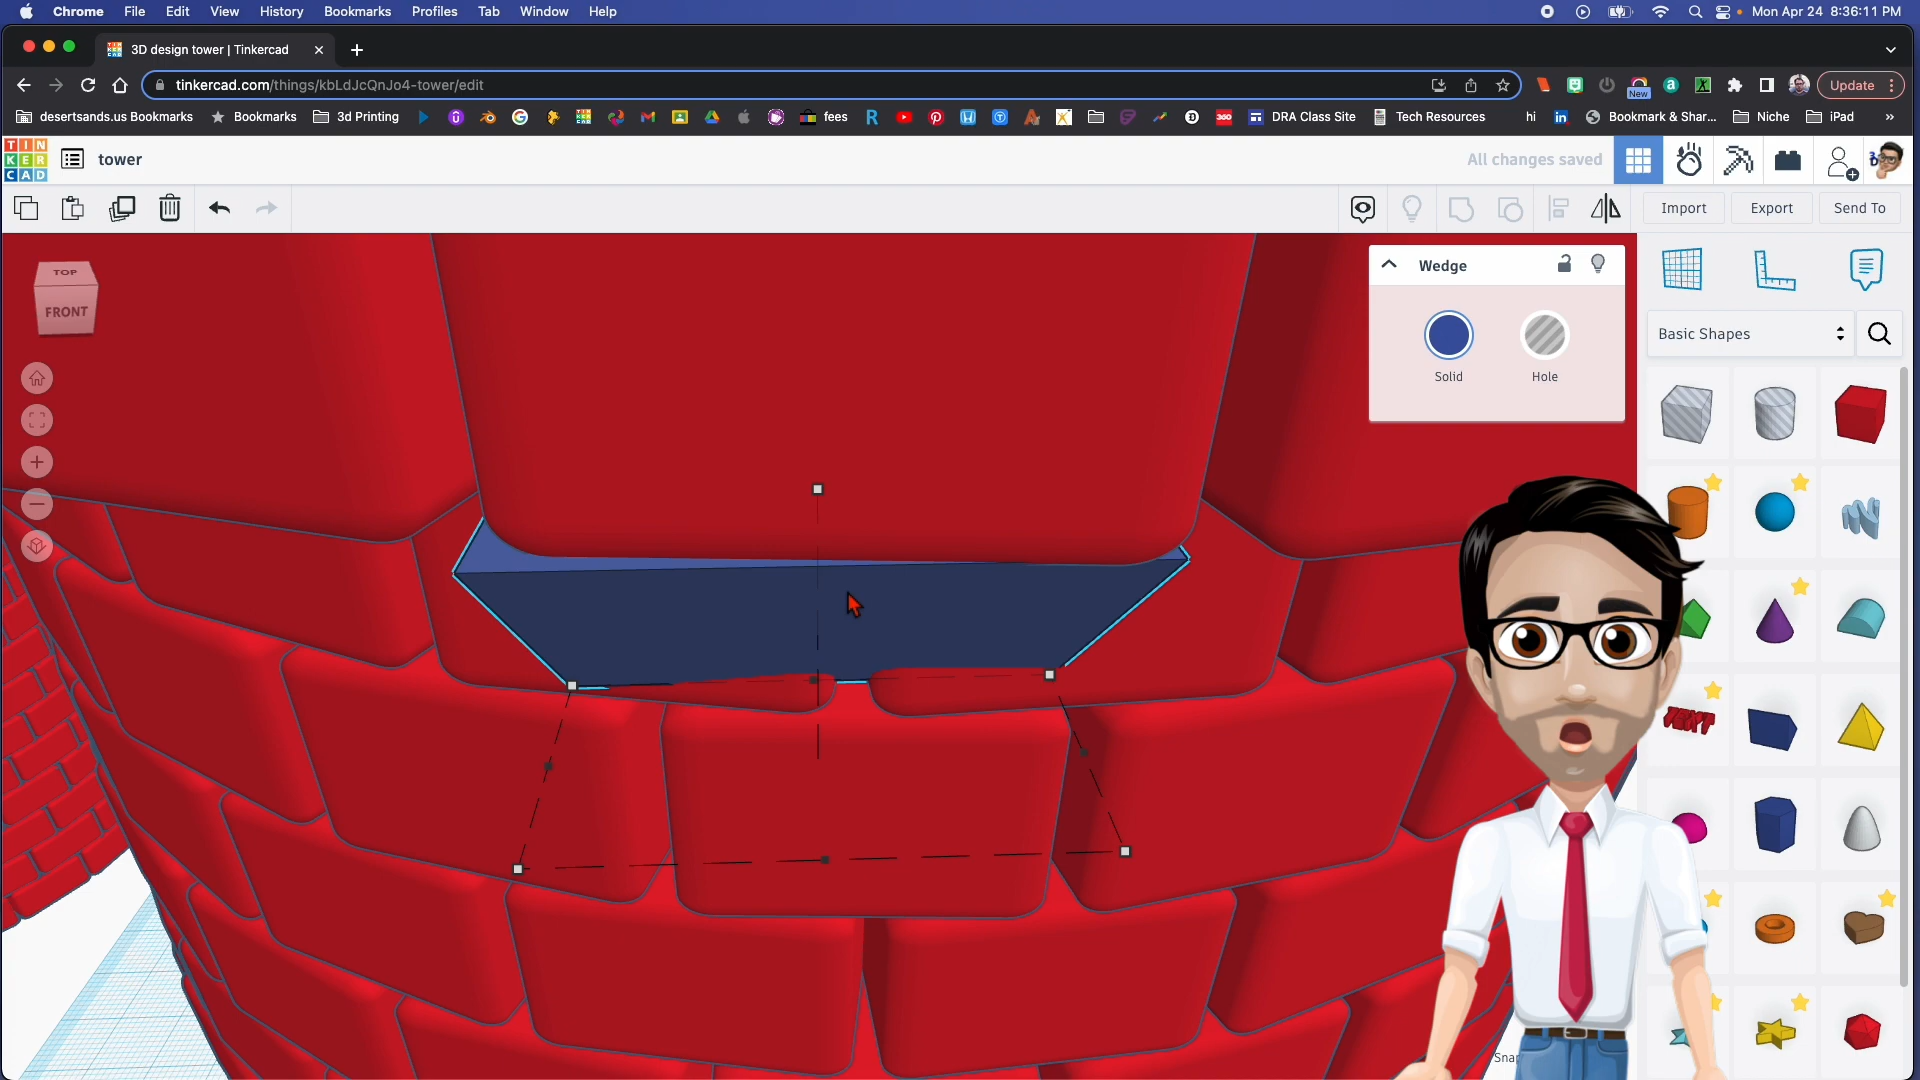 Chrome File Edit View History Bookmarks Profiles Tab Window Help Mon Apr 24 8:36:11 PM
3D design tower | Tinkercad
tinkercad.com/things/kbLdJcQnJo4-tower/edit New Update
desertsands.us Bookmarks Bookmarks 3d Printing fees DRA Class Site Tech Resources hi Bookmark & Shar... Niche iPad
TIN
KER
CAD
tower
All changes saved
Import Export Send To
TOP
FRONT
Wedge
Solid Hole
Basic Shapes
Snap